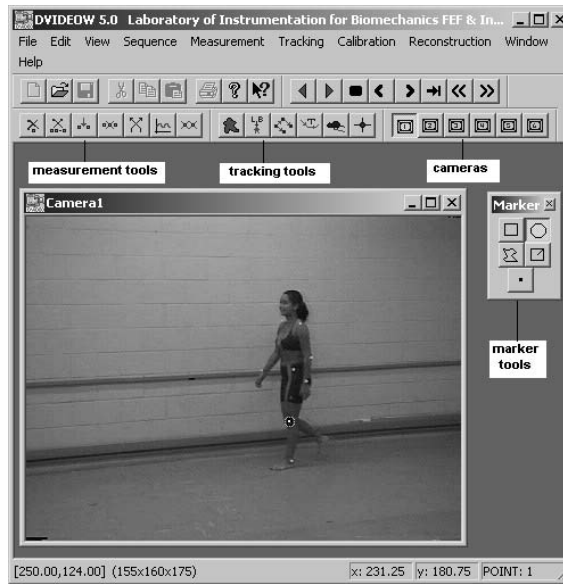 DVIDEOW 5.0 Laboratory of Instrumentation for Biomechanics FEF & In...
File Edit View Sequence Measurement Tracking Calibration Reconstruction Window
Help
measurement tools
tracking tools
cameras
Camera1
Marker
marker
tools
[250.00,124.00] (155x160x175)
x: 231.25 y: 180.75 POINT: 1